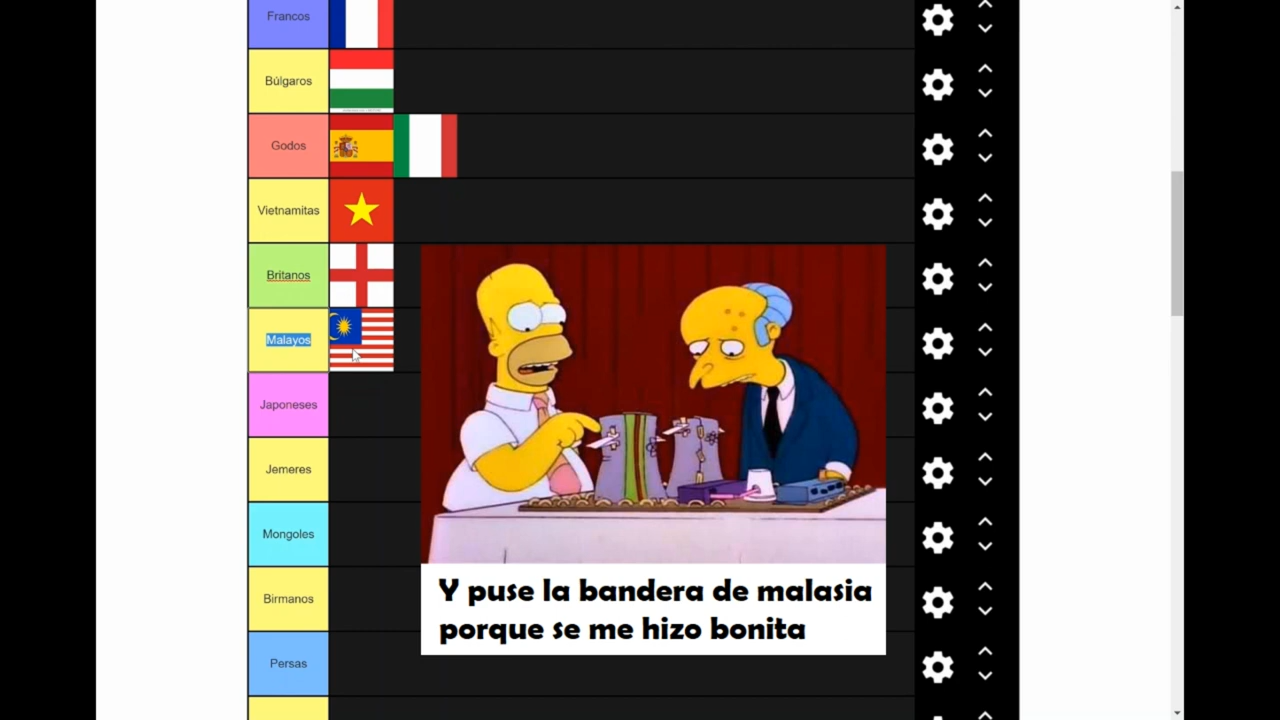 Francos
Búlgaros
Godos
Vietnamitas
Britanos
Malayos
Japoneses
Jemeres
Mongoles
Birmanos
Persas
Y puse la bandera de malasia
porque se me hizo bonita